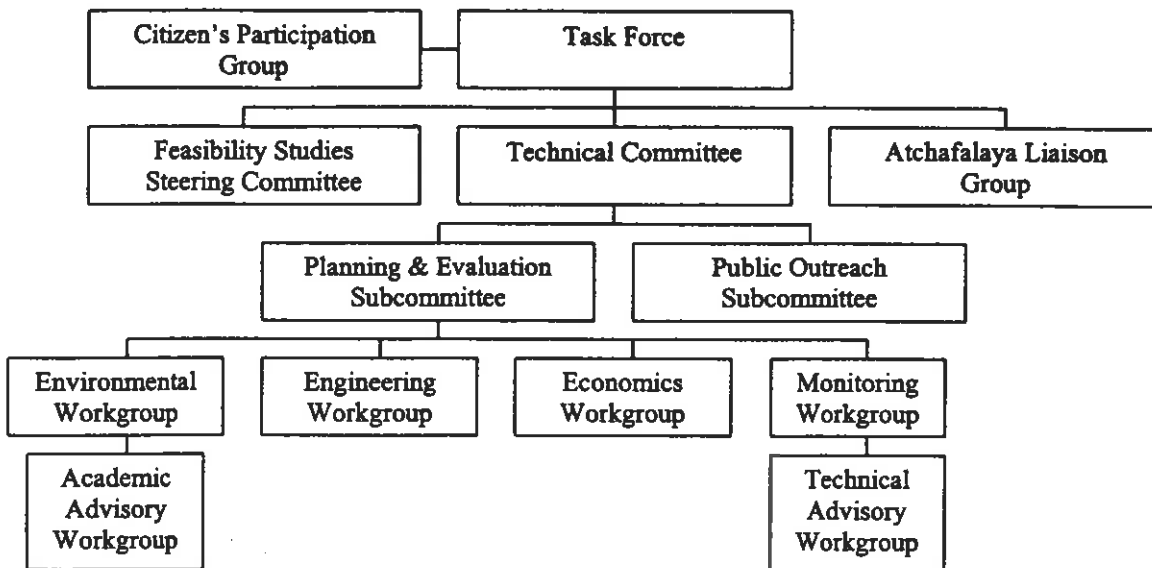 Citizen's Participation
Group
Task Force
Feasibility Studies
Steering Committee
Technical Committee
Atchafalaya Liaison
Group
Planning & Evaluation
Subcommittee
Public Outreach
Subcommittee
Environmental
Workgroup
Engineering
Workgroup
Economics
Workgroup
Monitoring
Workgroup
Academic
Advisory
Workgroup
Technical
Advisory
Workgroup